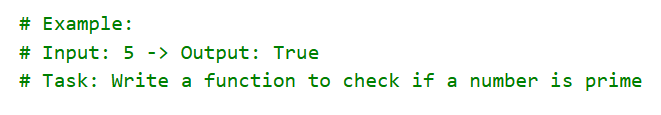 # Example:
# Input: 5 -> Output: True
# Task: Write a function to check if a number is prime